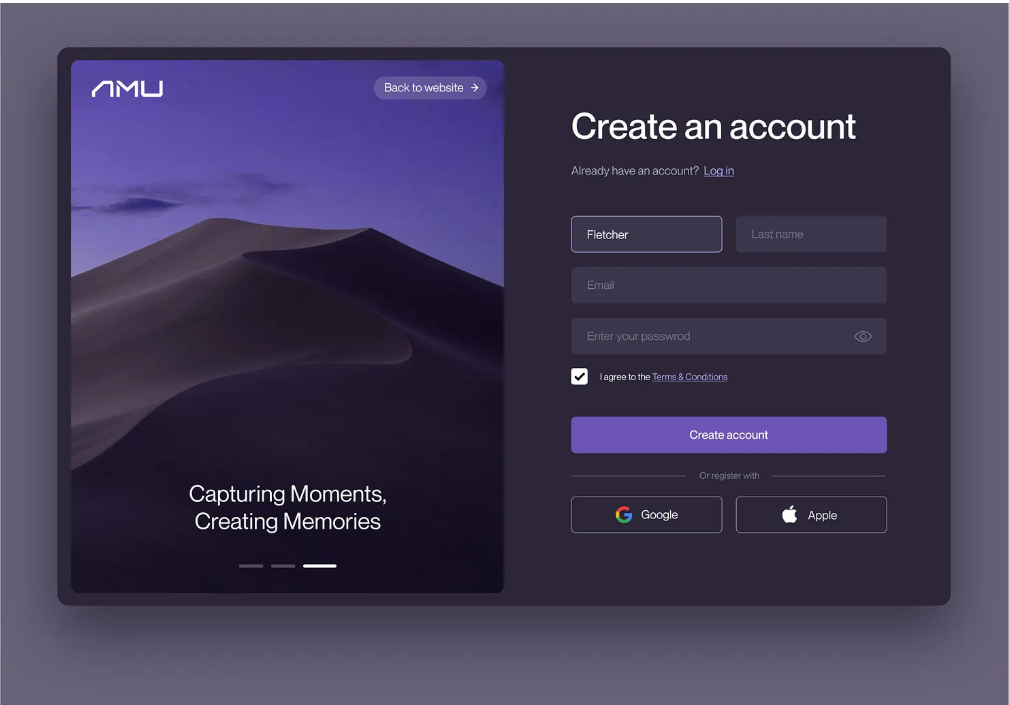 AMU
Back to website →
Capturing Moments,
Creating Memories
Create an account
Already have an account? Log in
Fletcher
Last name
Email
Enter your passwrod
I agree to the Terms & Conditions
Create account
Or register with
Google
Apple